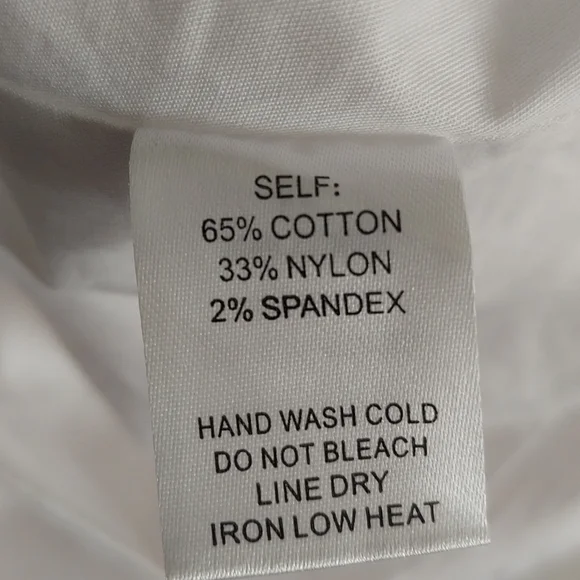 SELF:
65% COTTON
33% NYLON
2% SPANDEX
HAND WASH COLD
DO NOT BLEACH
LINE DRY
IRON LOW HEAT